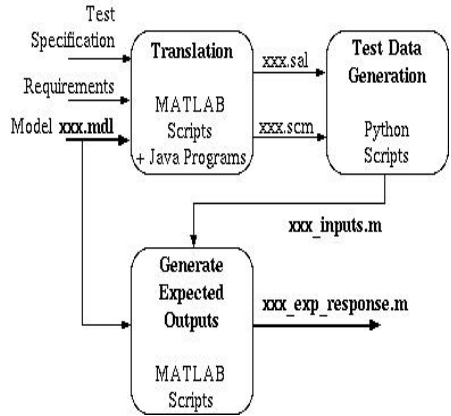 Test
Specification
Requirements
Model xxx.mdl
Translation
MATLAB
Scripts
+ Java Programs
xxx.sal
xxx.scm
Test Data
Generation
Python
Scripts
xxx_inputs.m
Generate
Expected
Outputs
MATLAB
Scripts
xxx_exp_response.m